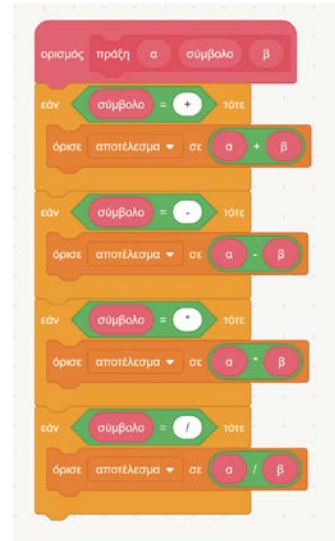 ορισμός πράξη α σύμβολο β
εάν σύμβολο = + τότε
όρισε αποτέλεσμα σε α + β
εάν σύμβολο = - τότε
όρισε αποτέλεσμα σε α - β
εάν σύμβολο = * τότε
όρισε αποτέλεσμα σε α * β
εάν σύμβολο = / τότε
όρισε αποτέλεσμα σε α / β